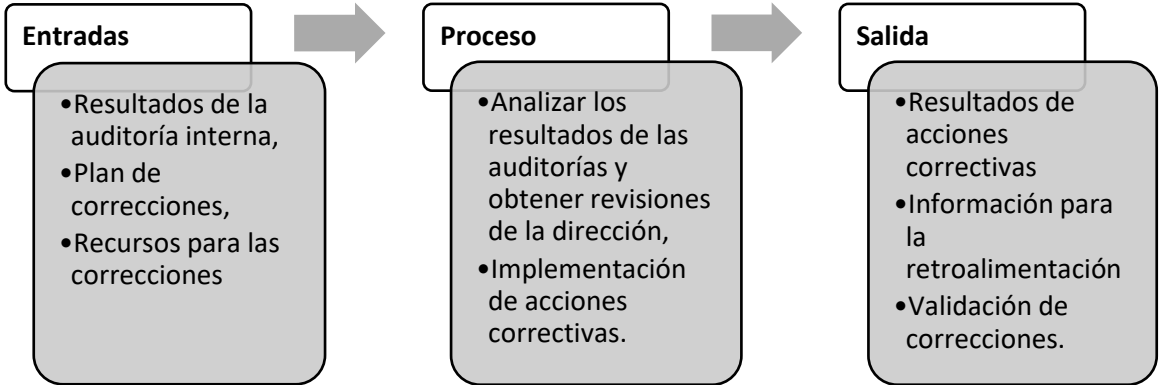 Entradas
•Resultados de la
auditoría interna,
•Plan de
correcciones,
•Recursos para las
correcciones
Proceso
•Analizar los
resultados de las
auditorías y
obtener revisiones
de la dirección,
•Implementación
de acciones
correctivas.
Salida
•Resultados de
acciones
correctivas
•Información para
la
retroalimentación
•Validación de
correcciones.